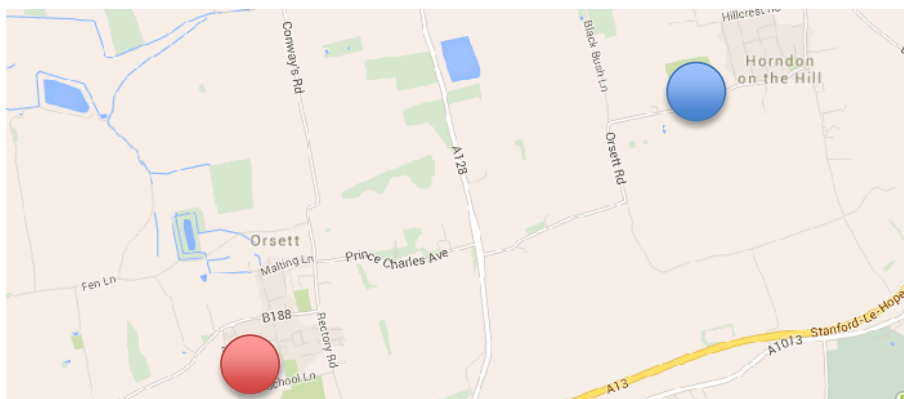 Hillcrest Rd
Conway's Rd
Black Bush Ln
Horndon
on the Hill
A128
Orsett Rd
Orsett
Prince Charles Ave
Malting Ln
Fen Ln
B188
Rectory Rd
School Ln
A13
A1013
Stanford-Le-Hope